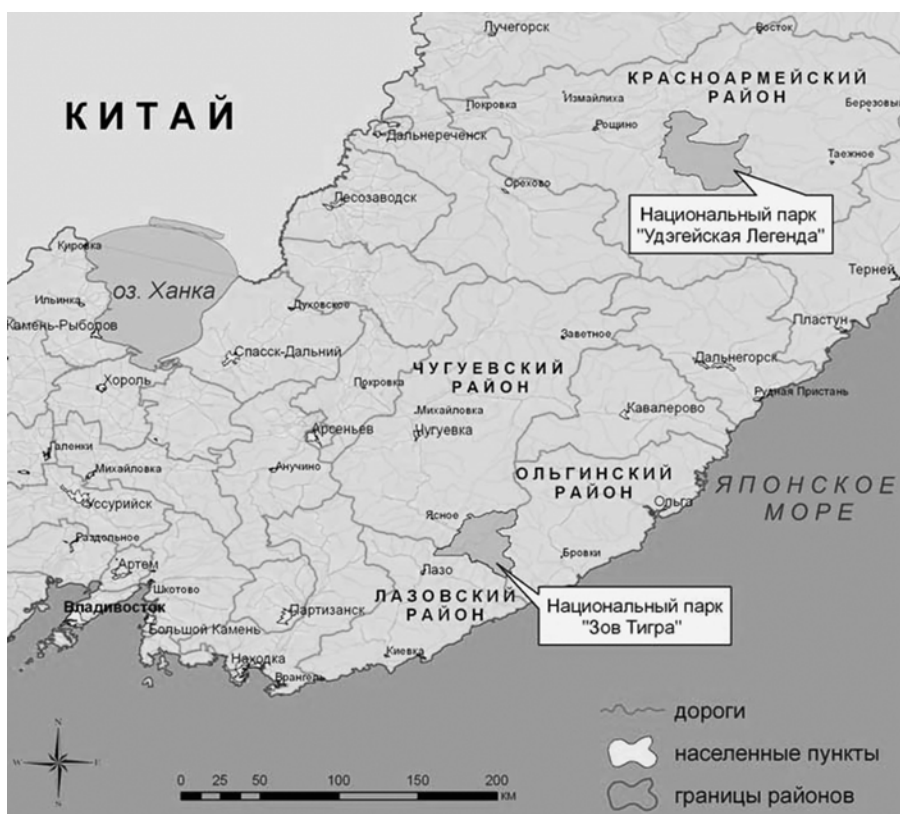 Лучегорск
Восток
КРАСНОАРМЕЙСКИЙ
РАЙОН
КИТАЙ
Покровка
Измайлиха
Березовый
Рощино
Дальнереченск
Таежное
Орехово
Лесозаводск
Национальный парк
"Удэгейская Легенда"
Кировка
Терней
оз. Ханка
Ильинка
Духовское
Камень-Рыболов
Пластун
Заветное
Спасск-Дальний
Дальнегорск
ЧУГУЕВСКИЙ
РАЙОН
Хороль
Покровка
Рудная Пристань
Михайловка
Кавалерово
Арсеньев
Чугуевка
Галенки
Анучино
Михайловка
ОЛЬГИНСКИЙ
РАЙОН
ЯПОНСКОЕ
МОРЕ
Уссурийск
Ольга
Ясное
Раздольное
Бровки
Артем
Лазо
Шкотово
ЛАЗОВСКИЙ
РАЙОН
Владивосток
Партизанск
Национальный парк
"Зов Тигра"
Большой Камень
Находка
Киевка
Врангель
дороги
населенные пункты
границы районов
N
W E
S
0 25 50 100 150 200
КМ